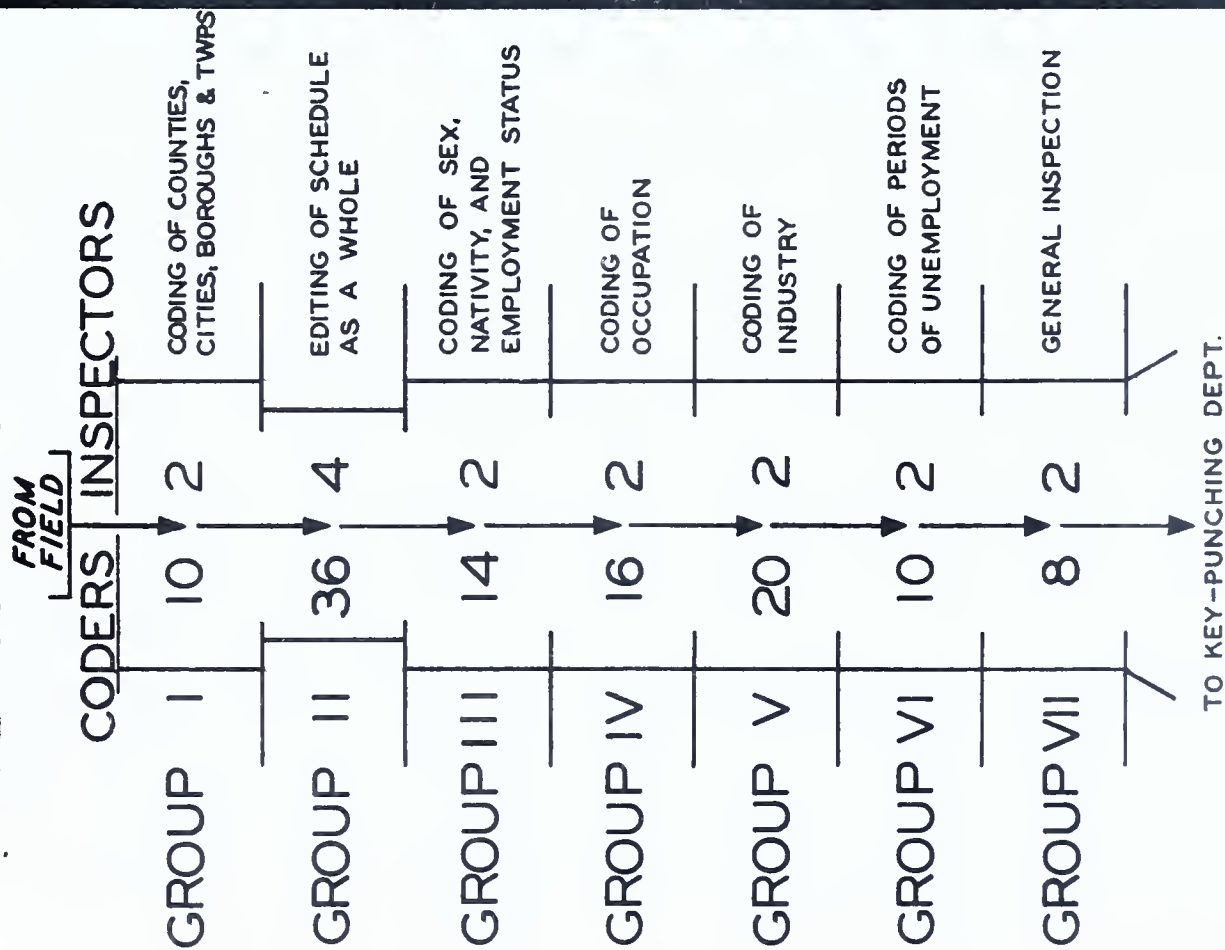 FROM
FIELD
CODERS INSPECTORS
GROUP I 10 2 CODING OF COUNTIES,
CITIES, BOROUGHS & TWPS
GROUP II 36 4 EDITING OF SCHEDULE
AS A WHOLE
GROUP III 14 2 CODING OF SEX,
NATIVITY, AND
EMPLOYMENT STATUS
GROUP IV 16 2 CODING OF
OCCUPATION
GROUP V 20 2 CODING OF
INDUSTRY
GROUP VI 10 2 CODING OF PERIODS
OF UNEMPLOYMENT
GROUP VII 8 2 GENERAL INSPECTION
TO KEY-PUNCHING DEPT.